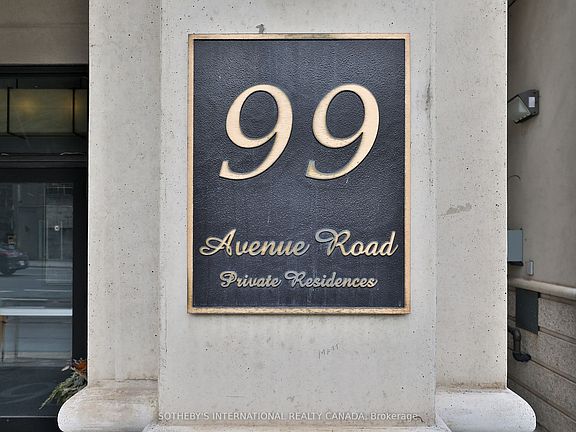 99
Avenue Road
Private Residences
SOTHEBY'S INTERNATIONAL REALTY CANADA, Brokerage